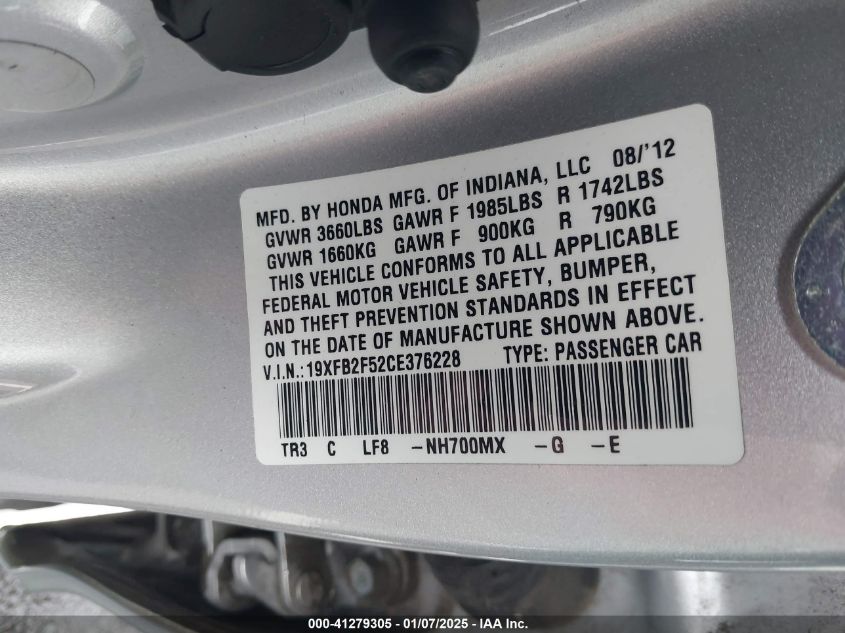 MFD. BY HONDA MFG. OF INDIANA, LLC 08/'12
GVWR 3660LBS GAWR F 1985LBS R 1742LBS
GVWR 1660KG GAWR F 900KG R 790KG
THIS VEHICLE CONFORMS TO ALL APPLICABLE
FEDERAL MOTOR VEHICLE SAFETY, BUMPER,
AND THEFT PREVENTION STANDARDS IN EFFECT
ON THE DATE OF MANUFACTURE SHOWN ABOVE.
V.I.N.:19XFB2F52CE376228 TYPE: PASSENGER CAR
TR3 C LF8 -NH700MX -G -E
000-41279305 - 01/07/2025 - IAA Inc.